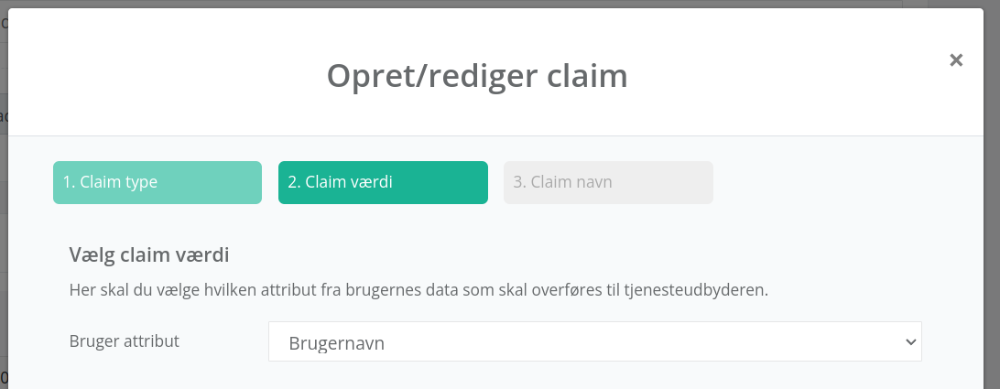 Opret/rediger claim
×
1. Claim type
2. Claim værdi
3. Claim navn
Vælg claim værdi
Her skal du vælge hvilken attribut fra brugernes data som skal overføres til tjenesteudbyderen.
Bruger attribut
Brugernavn